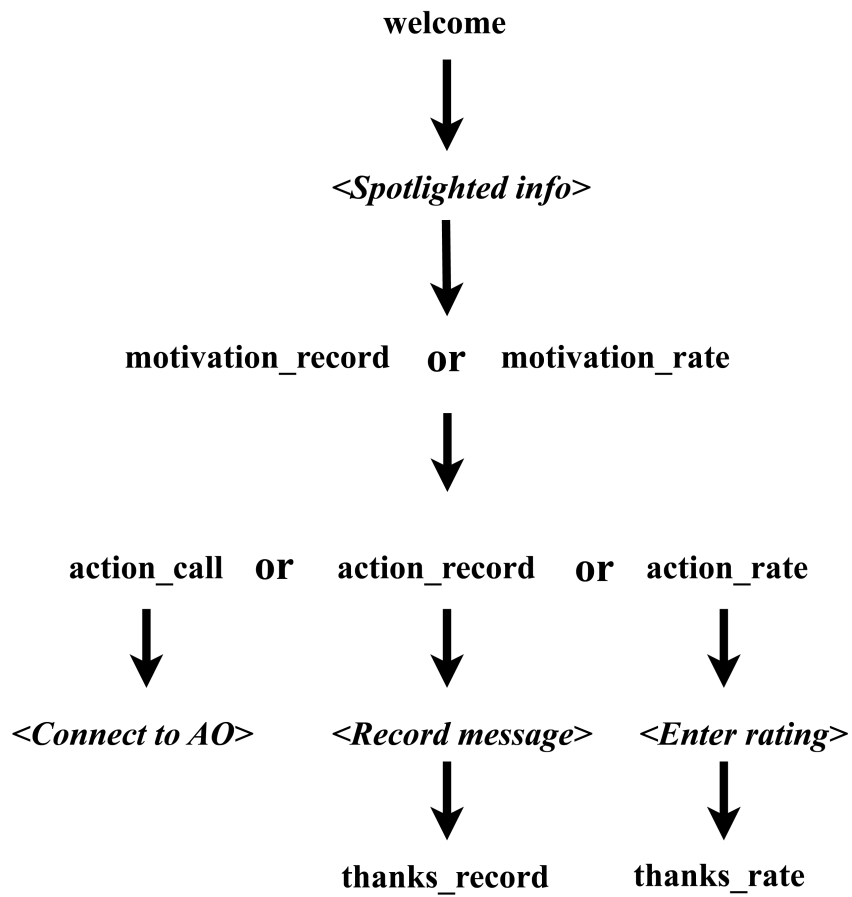 welcome
<Spotlighted info>
motivation_record or motivation_rate
action_call or action_record or action_rate
<Connect to AO> <Record message> <Enter rating>
thanks_record thanks_rate